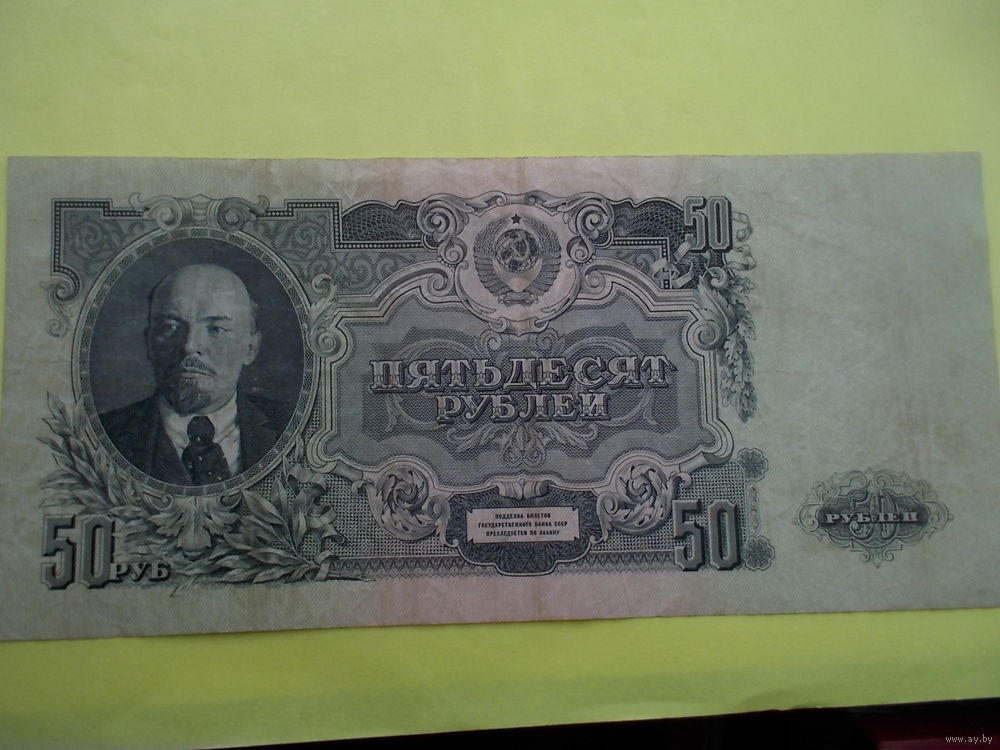 50
ПЯТЬДЕСЯТ
РУБЛЕЙ
50 РУБ
ПОДДЕЛКА БИЛЕТОВ
ГОСУДАРСТВЕННОГО БАНКА СССР
ПРЕСЛЕДУЕТСЯ ПО ЗАКОНУ
50
50
РУБЛЕЙ
www.ay.by